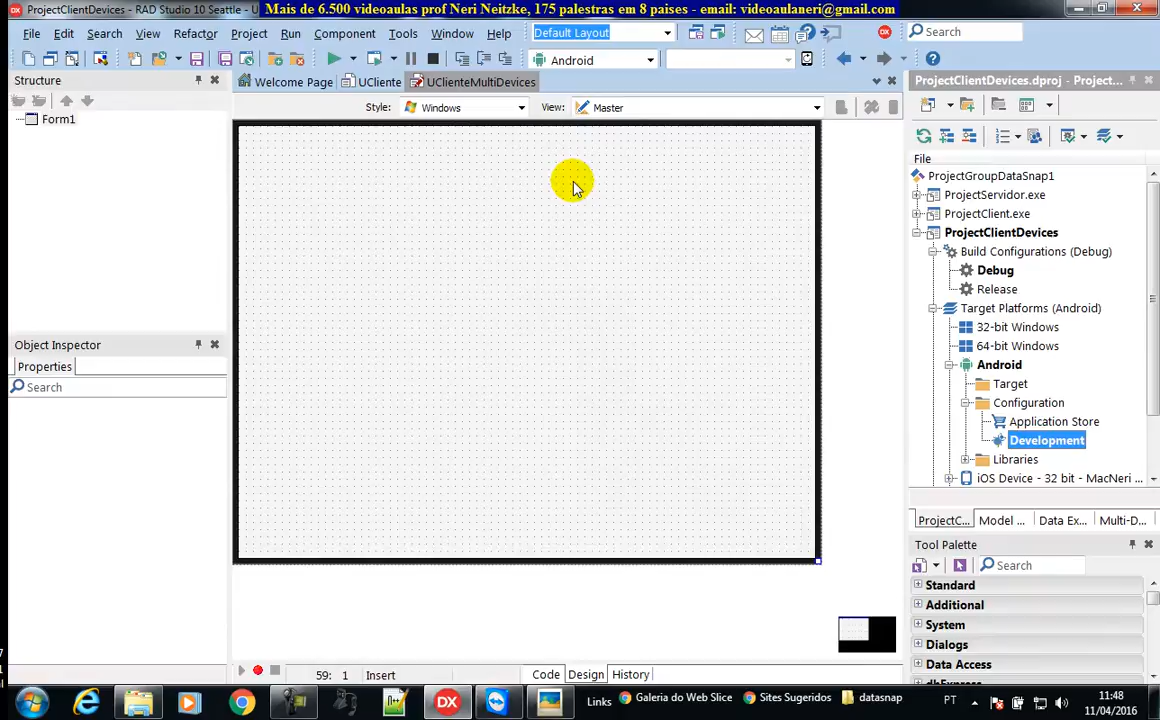 ProjectClientDevices - RAD Studio 10 Seattle - U
Mais de 6.500 videoaulas prof Neri Neitzke, 175 palestras em 8 paises - email: videoaulaneri@gmail.com
File Edit Search View Refactor Project Run Component Tools Window Help Default Layout Search
Android
Structure
Form1
Welcome Page UCliente UClienteMultiDevices
Style: Windows View: Master
Object Inspector
Properties
Search
59: 1 Insert Code Design History
ProjectClientDevices.dproj - Project...
File
ProjectGroupDataSnap1
ProjectServidor.exe
ProjectClient.exe
ProjectClientDevices
Build Configurations (Debug)
Debug
Release
Target Platforms (Android)
32-bit Windows
64-bit Windows
Android
Target
Configuration
Application Store
Development
Libraries
iOS Device - 32 bit - MacNeri ...
ProjectC... Model ... Data Ex... Multi-D...
Tool Palette
Search
Standard
Additional
System
Dialogs
Data Access
dbExpress
DX
Links Galeria do Web Slice Sites Sugeridos datasnap PT 11:48
11/04/2016